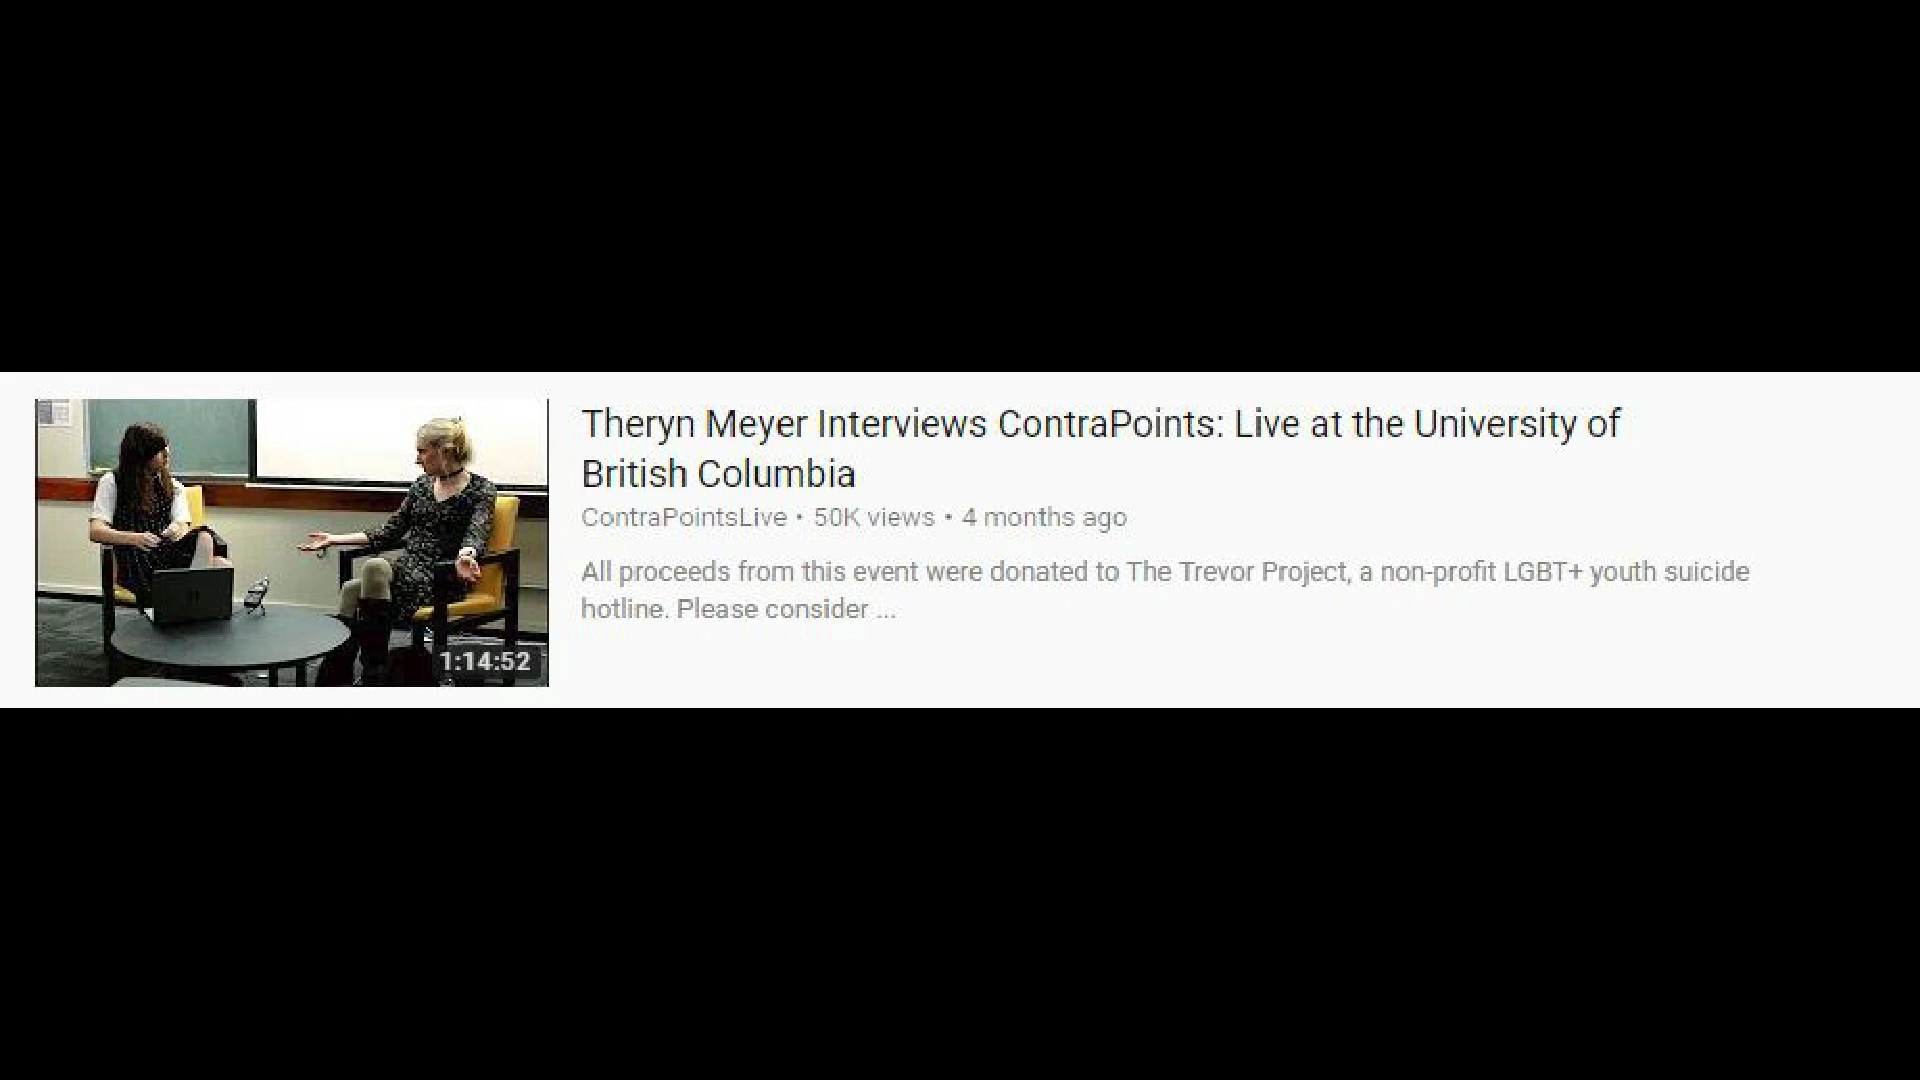 Theryn Meyer Interviews ContraPoints: Live at the University of
British Columbia
ContraPointsLive • 50K views • 4 months ago
All proceeds from this event were donated to The Trevor Project, a non-profit LGBT+ youth suicide
hotline. Please consider ...
1:14:52